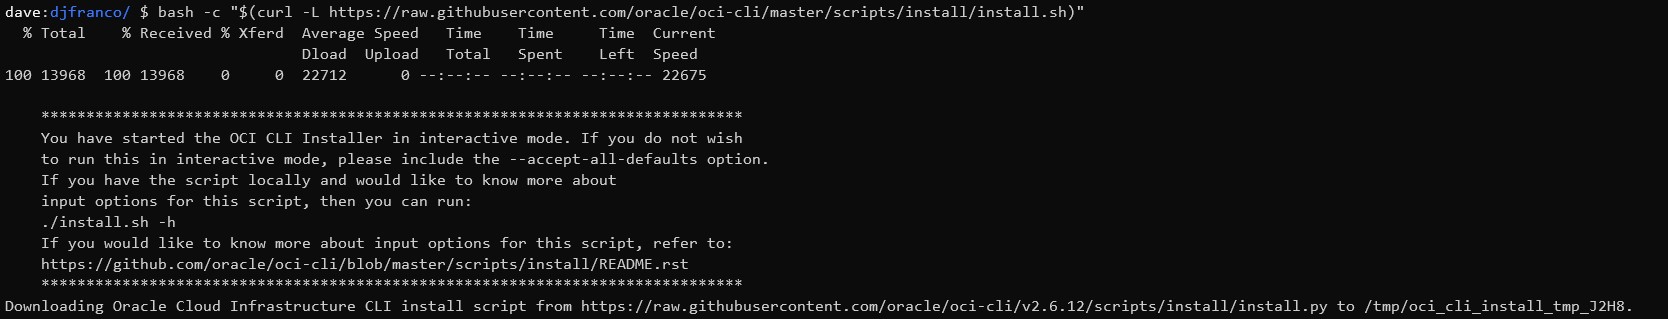 dave:djfranco/ $ bash -c "$(curl -L https://raw.githubusercontent.com/oracle/oci-cli/master/scripts/install/install.sh)"
  % Total    % Received % Xferd  Average Speed   Time    Time     Time  Current
                                 Dload  Upload   Total   Spent    Left  Speed
100 13968  100 13968    0     0  22712      0 --:--:-- --:--:-- --:--:-- 22675
    ******************************************************************************
    You have started the OCI CLI Installer in interactive mode. If you do not wish
    to run this in interactive mode, please include the --accept-all-defaults option.
    If you have the script locally and would like to know more about
    input options for this script, then you can run:
    ./install.sh -h
    If you would like to know more about input options for this script, refer to:
    https://github.com/oracle/oci-cli/blob/master/scripts/install/README.rst
    ******************************************************************************
Downloading Oracle Cloud Infrastructure CLI install script from https://raw.githubusercontent.com/oracle/oci-cli/v2.6.12/scripts/install/install.py to /tmp/oci_cli_install_tmp_J2H8.